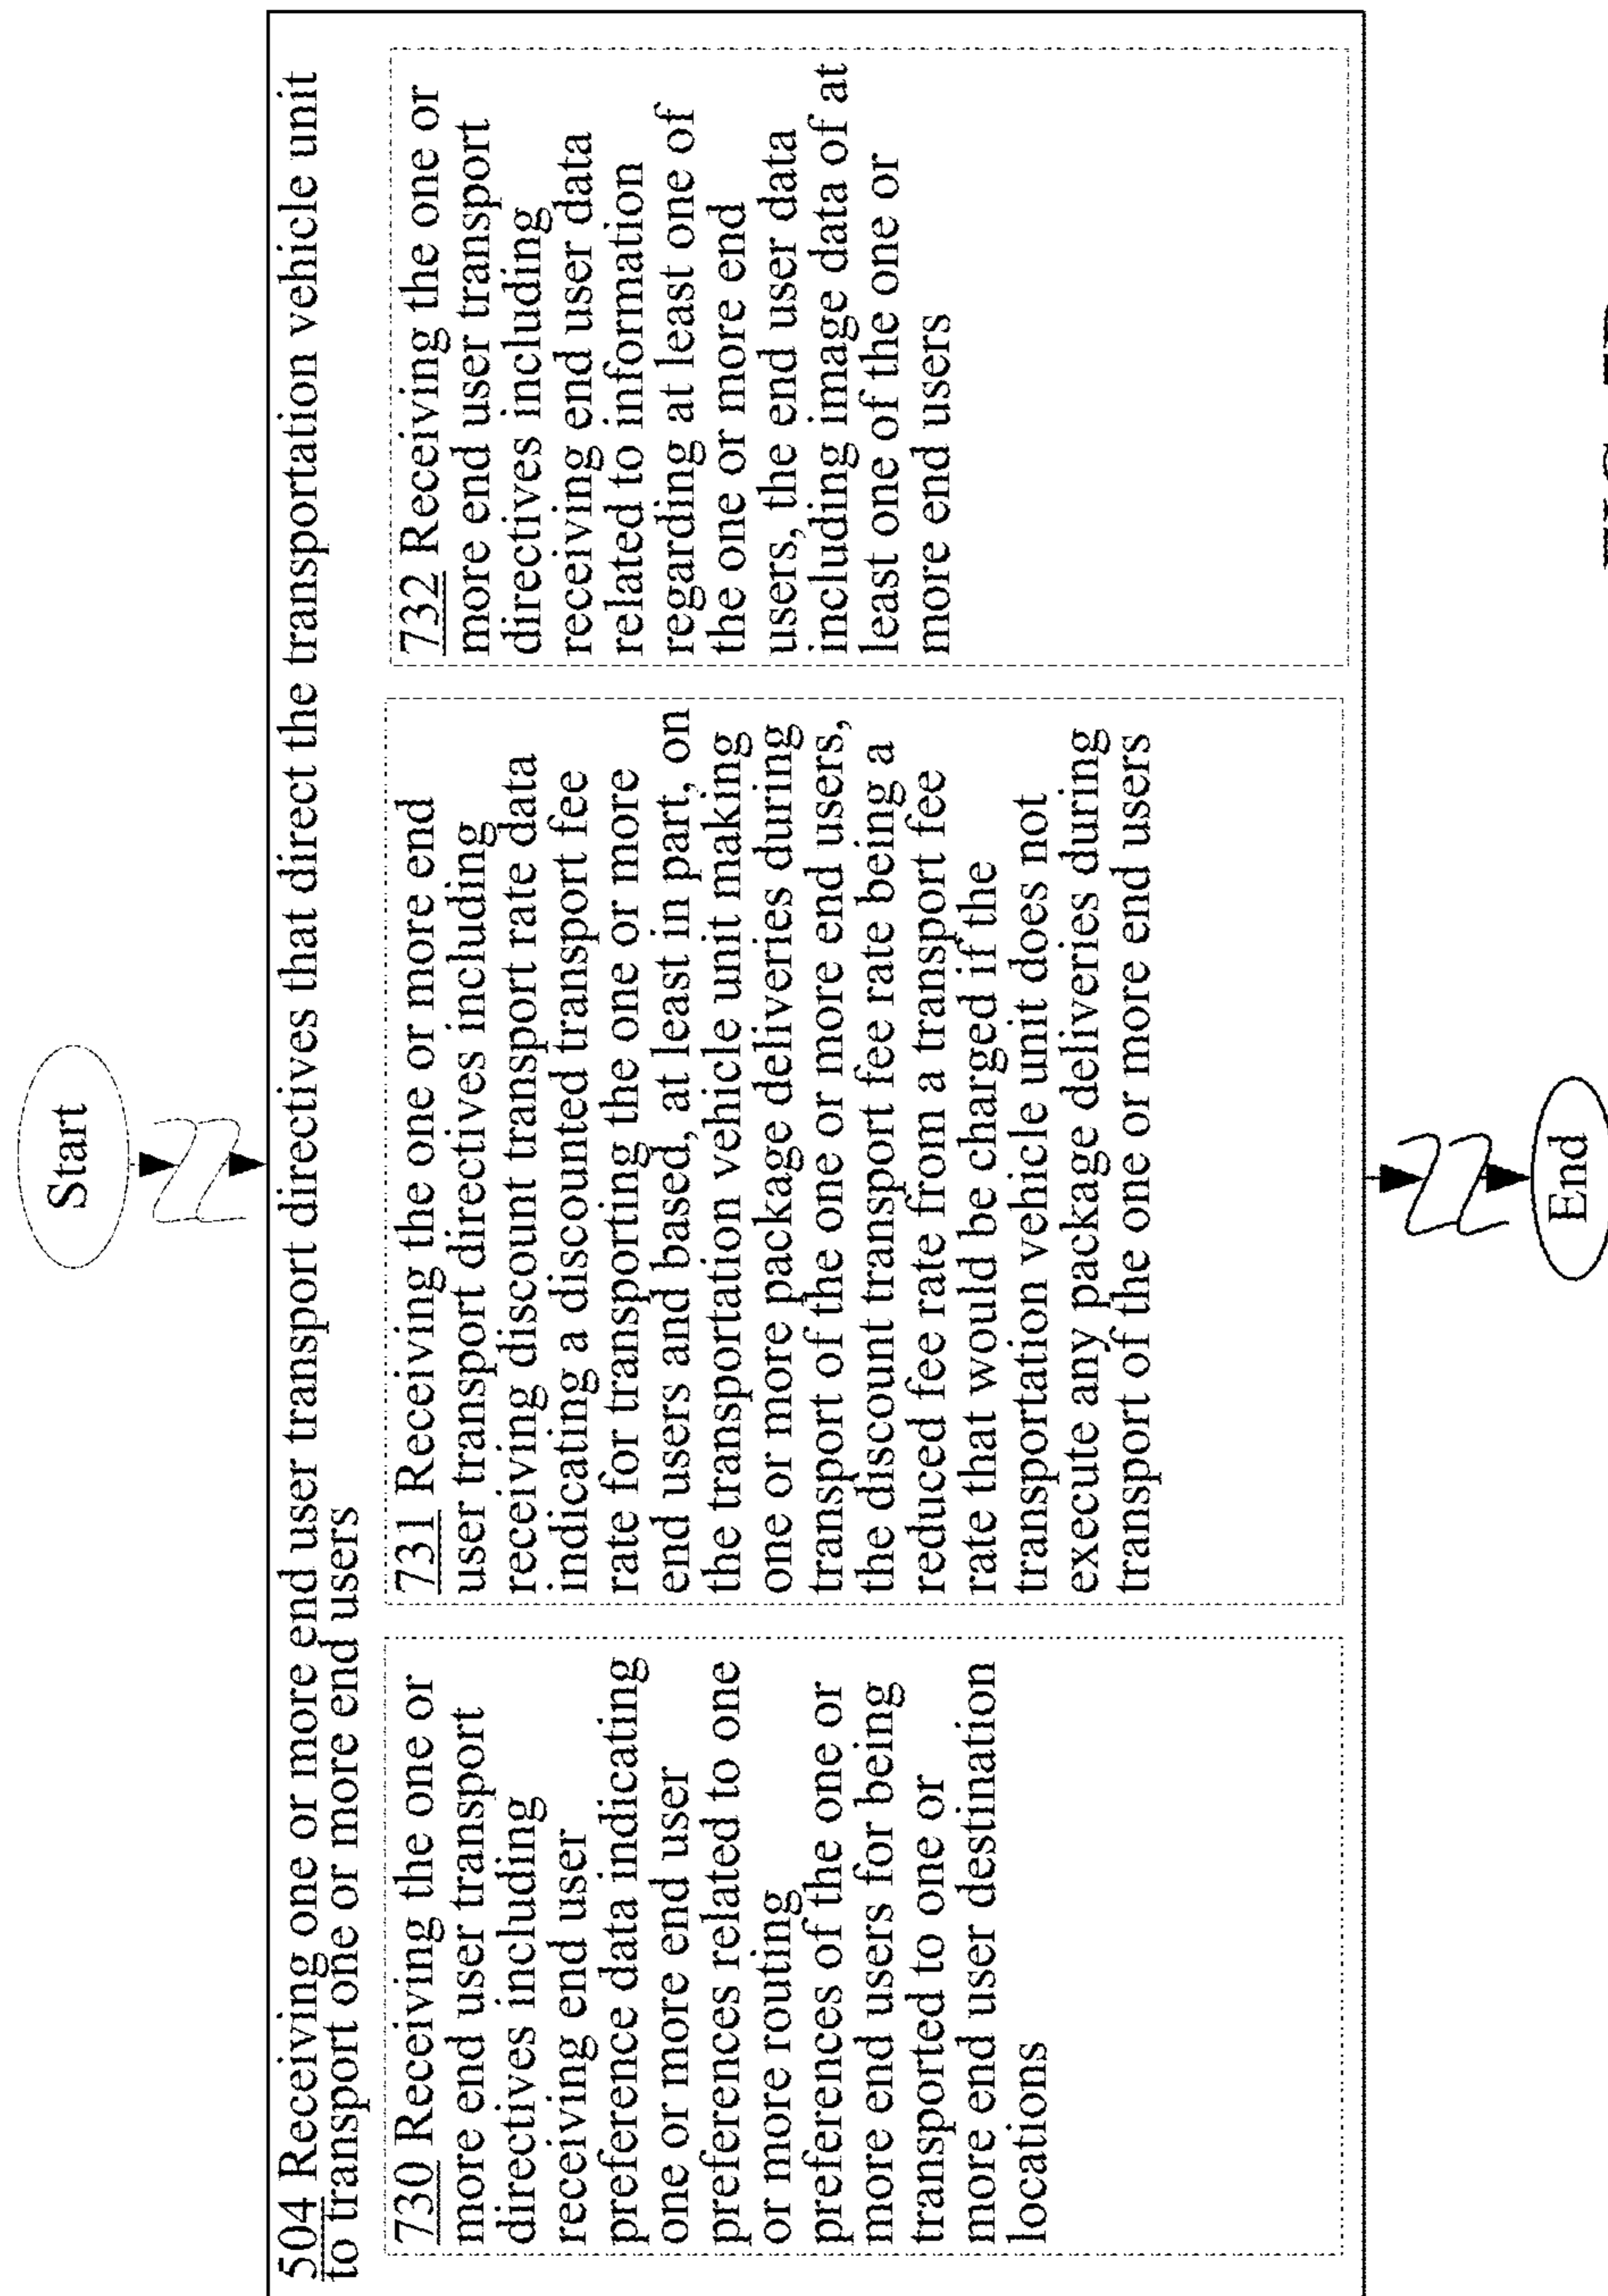 Start
504 Receiving one or more end user transport directives that direct the transportation vehicle unit
to transport one or more end users
730 Receiving the one or
more end user transport
directives including
receiving end user
preference data indicating
one or more end user
preferences related to one
or more routing
preferences of the one or
more end users for being
transported to one or
more end user destination
locations
731 Receiving the one or more end
user transport directives including
receiving discount transport rate data
indicating a discounted transport fee
rate for transporting the one or more
end users and based, at least in part, on
the transportation vehicle unit making
one or more package deliveries during
transport of the one or more end users,
the discount transport fee rate being a
reduced fee rate from a transport fee
rate that would be charged if the
transportation vehicle unit does not
execute any package deliveries during
transport of the one or more end users
732 Receiving the one or
more end user transport
directives including
receiving end user data
related to information
regarding at least one of
the one or more end
users, the end user data
including image data of at
least one of the one or
more end users
End